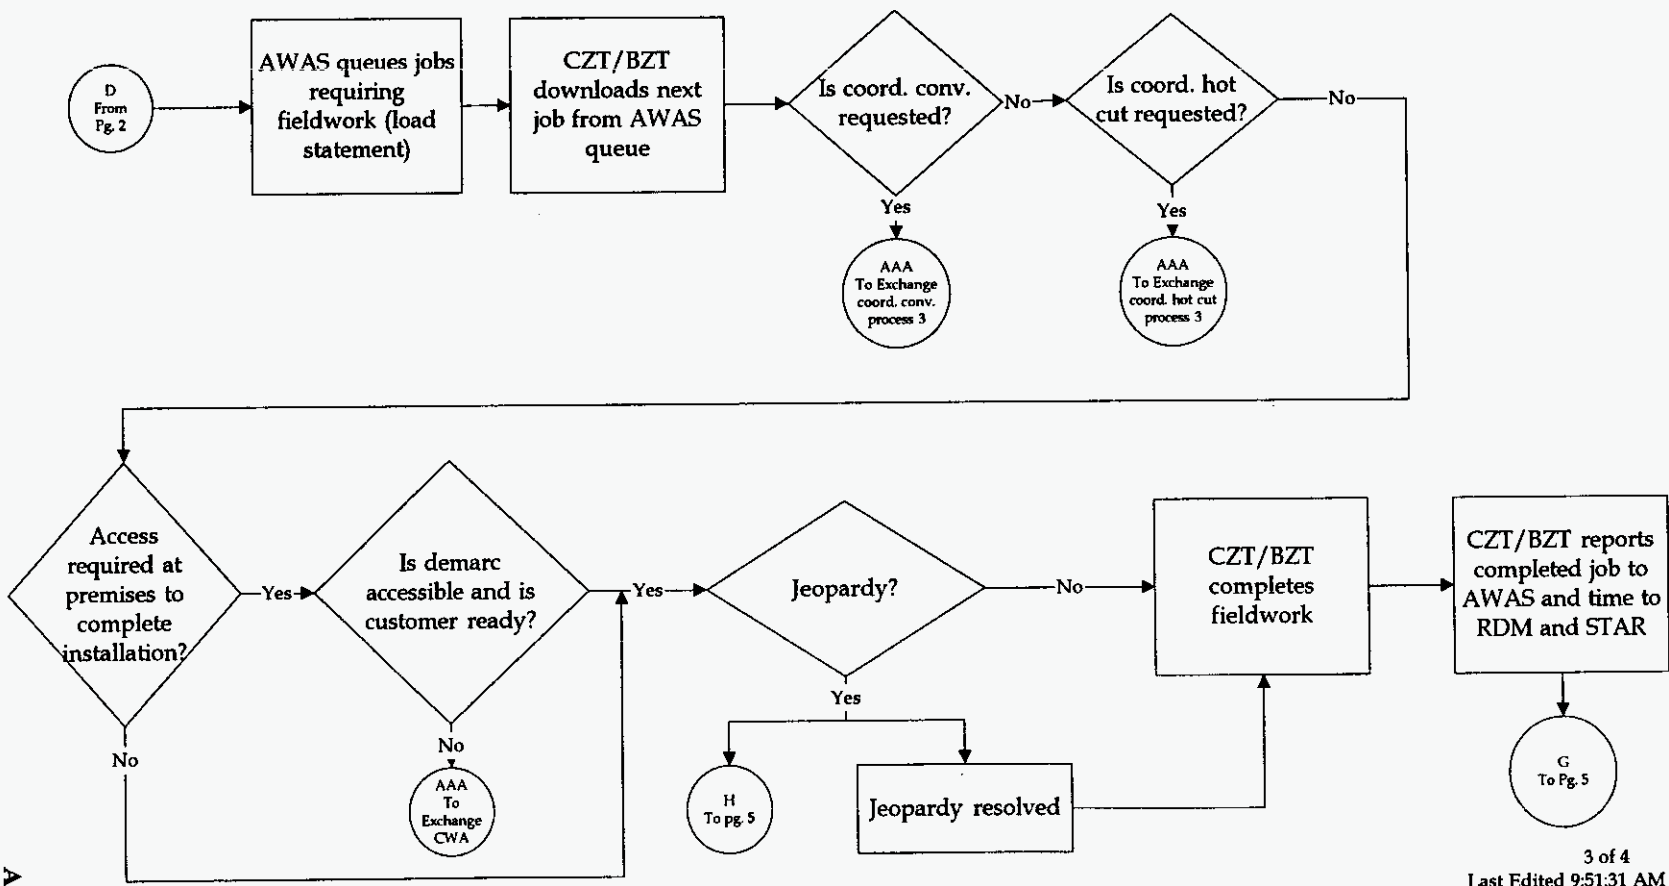 D
From
Pg. 2
AWAS queues jobs
requiring
fieldwork (load
statement)
CZT/BZT
downloads next
job from AWAS
queue
Is coord. conv.
requested?
No
Is coord. hot
cut requested?
No
Yes
Yes
AAA
To Exchange
coord. conv.
process 3
AAA
To Exchange
coord. hot cut
process 3
Access
required at
premises to
complete
installation?
Yes
Is demarc
accessible and is
customer ready?
Yes
Jeopardy?
No
CZT/BZT
completes
fieldwork
CZT/BZT reports
completed job to
AWAS and time to
RDM and STAR
No
No
Yes
AAA
To
Exchange
CWA
H
To pg. 5
Jeopardy resolved
G
To Pg. 5
3 of 4
Last Edited 9:51:31 AM
A